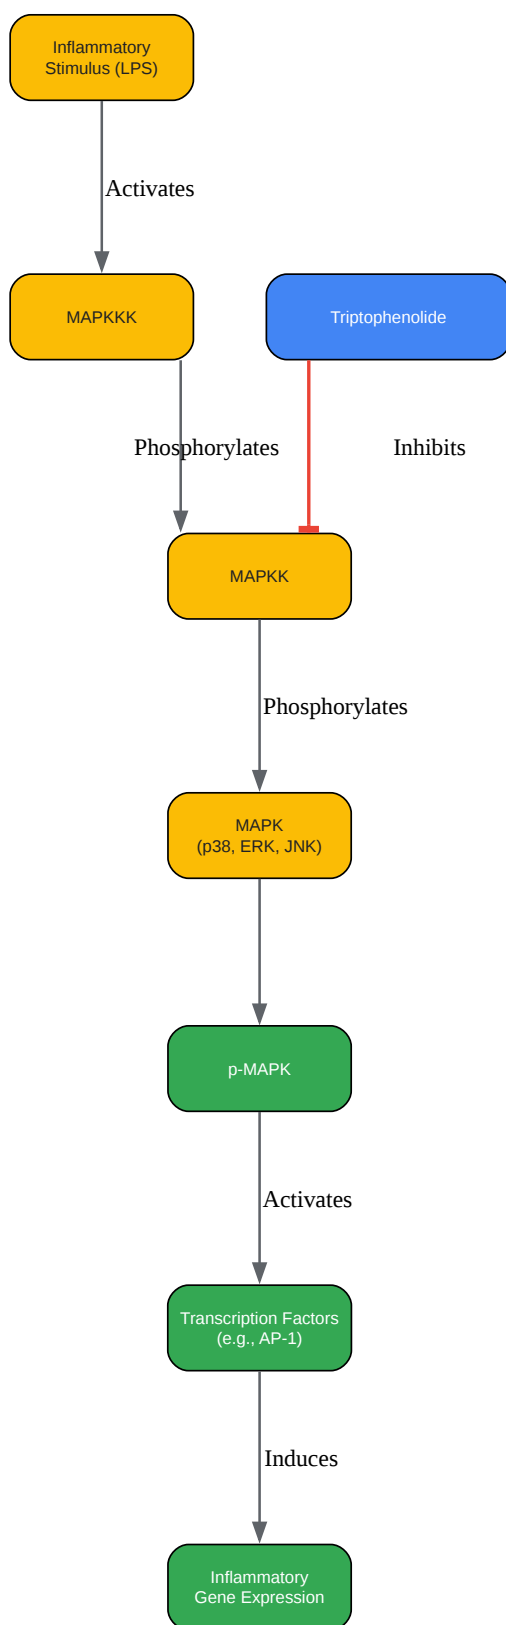 Inflammatory
Stimulus (LPS)
Activates
MAPKKK
Triptophenolide
Phosphorylates
Inhibits
MAPKK
Phosphorylates
MAPK
(p38, ERK, JNK)
p-MAPK
Activates
Transcription Factors
(e.g., AP-1)
Induces
Inflammatory
Gene Expression